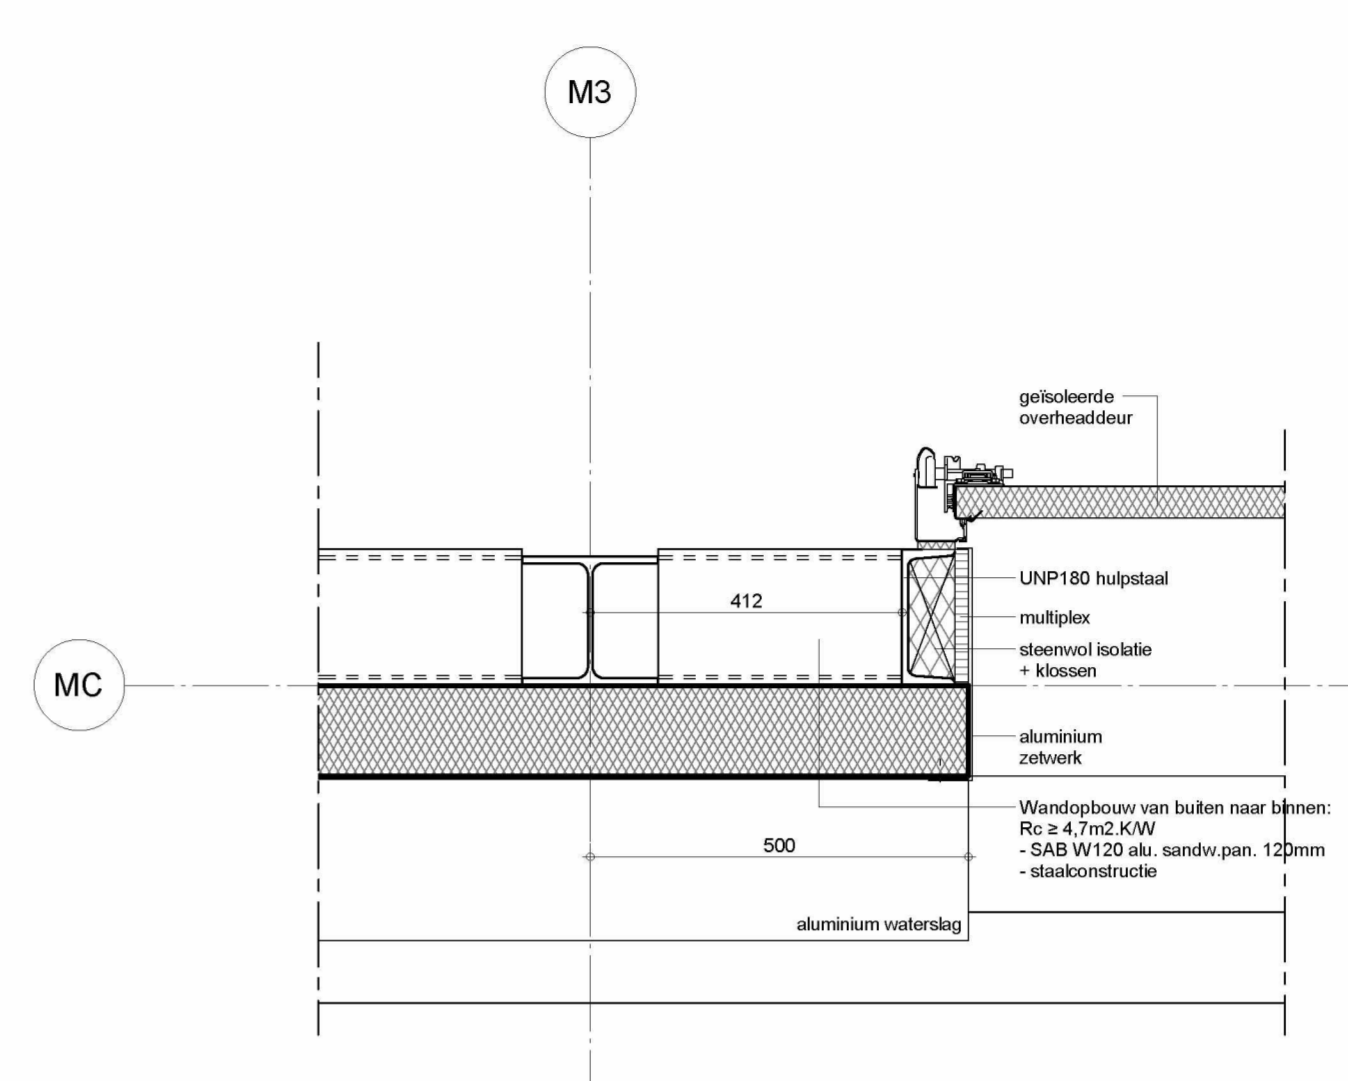 M3
geïsoleerde
overheaddeur
UNP180 hulpstaal
412
multiplex
steenwol isolatie
+ klossen
MC
aluminium
zetwerk
Wandopbouw van buiten naar binnen:
Rc ≥ 4,7m2.K/W
- SAB W120 alu. sandw.pan. 120mm
- staalconstructie
500
aluminium waterslag